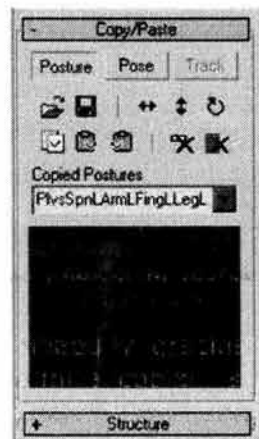 - Copy/Paste
Posture Pose Track
Copied Postures
PlvsSpnLArmLFingLLegL
+ Structure